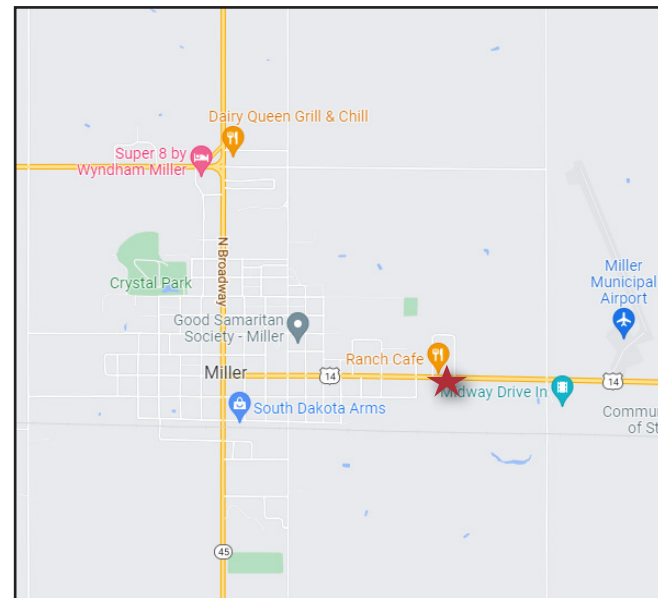 Dairy Queen Grill & Chill
Super 8 by
Wyndham Miller
N Broadway
Crystal Park
Miller
Municipal
Airport
Good Samaritan
Society - Miller
Ranch Cafe
Miller
14
14
Midway Drive In
South Dakota Arms
Commun
of St
45